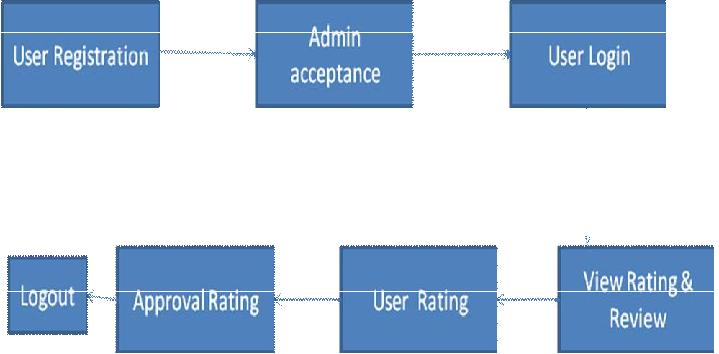 User Registration
Admin
acceptance
User Login
Logout
Approval Rating
User Rating
View Rating &
Review